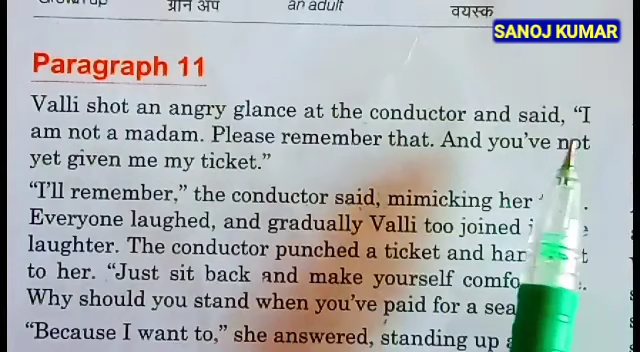 ग्रोन अप an adult वयस्क
SANOJ KUMAR
Paragraph 11
Valli shot an angry glance at the conductor and said, “I
am not a madam. Please remember that. And you’ve not
yet given me my ticket.”
“I’ll remember,” the conductor said, mimicking her
Everyone laughed, and gradually Valli too joined
laughter. The conductor punched a ticket and
to her. “Just sit back and make yourself
Why should you stand when you’ve paid for a
“Because I want to,” she answered, standing up